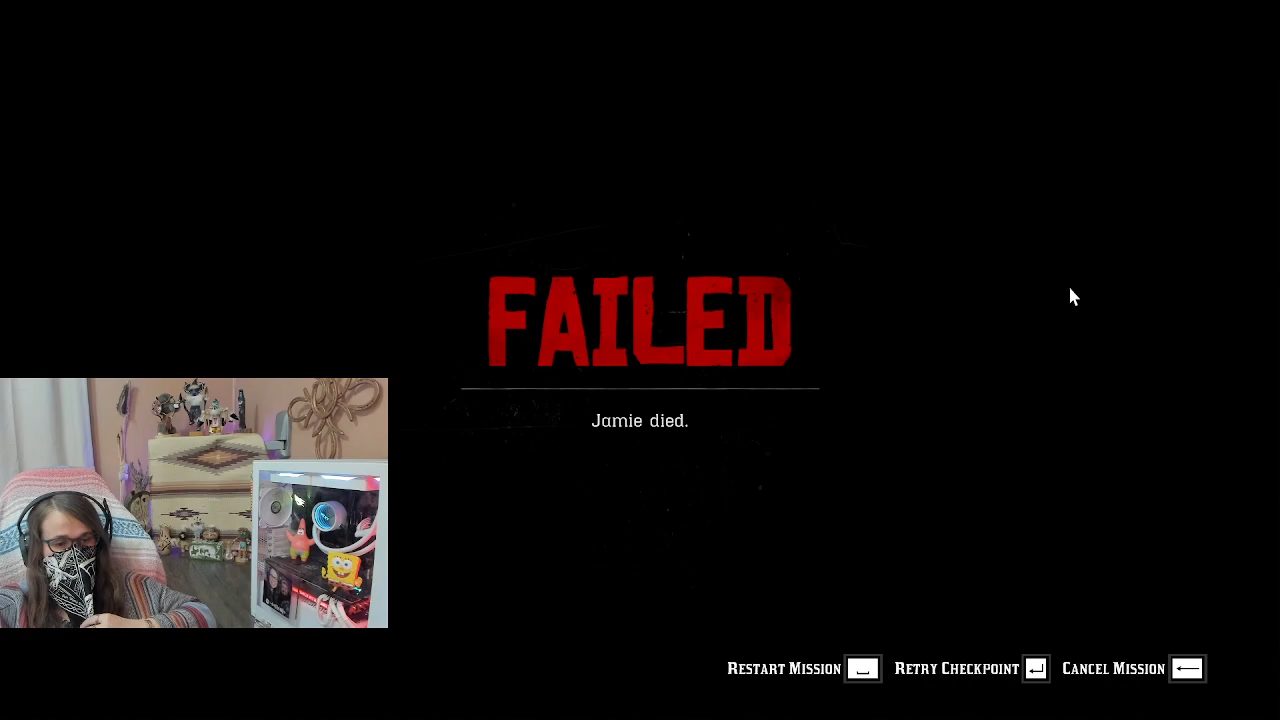 FAILED
Jamie died.
RESTART MISSION RETRY CHECKPOINT CANCEL MISSION